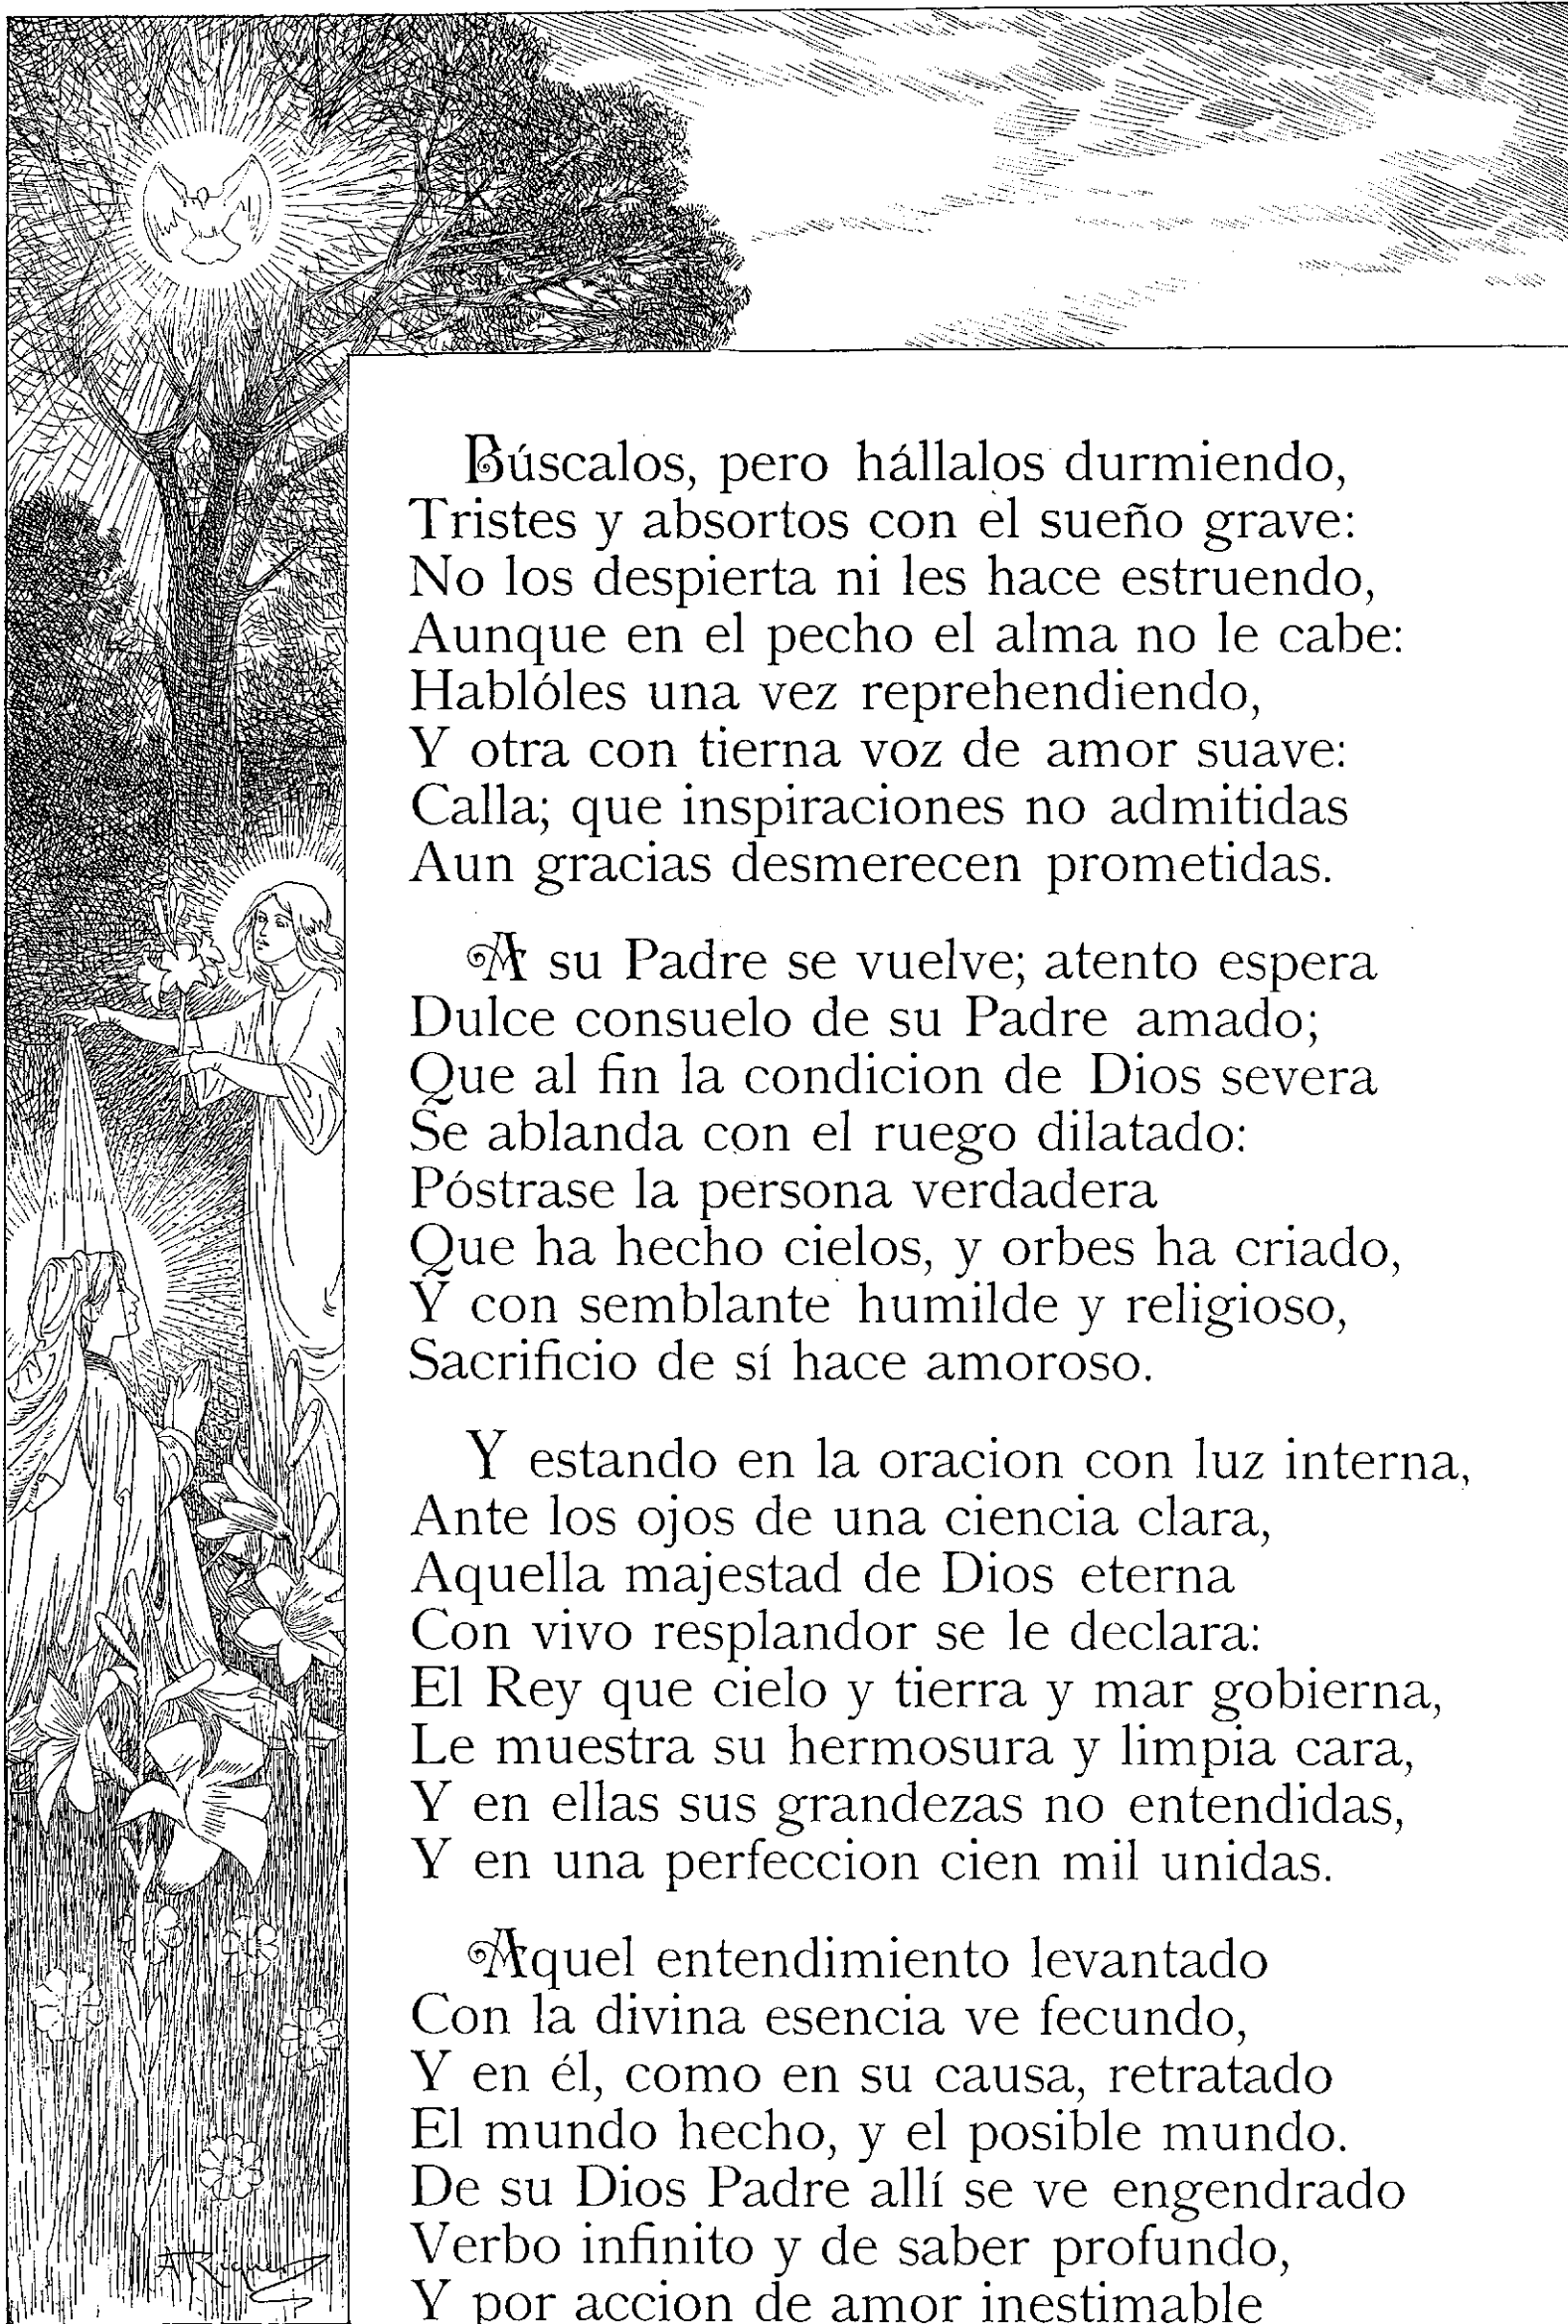 Búscalos, pero hállalos durmiendo,
Tristes y absortos con el sueño grave:
No los despierta ni les hace estruendo,
Aunque en el pecho el alma no le cabe:
Hablóles una vez reprehendiendo,
Y otra con tierna voz de amor suave:
Calla; que inspiraciones no admitidas
Aun gracias desmerecen prometidas.
A su Padre se vuelve; atento espera
Dulce consuelo de su Padre amado;
Que al fin la condicion de Dios severa
Se ablanda con el ruego dilatado:
Póstrase la persona verdadera
Que ha hecho cielos, y orbes ha criado,
Y con semblante humilde y religioso,
Sacrificio de sí hace amoroso.
Y estando en la oracion con luz interna,
Ante los ojos de una ciencia clara,
Aquella majestad de Dios eterna
Con vivo resplandor se le declara:
El Rey que cielo y tierra y mar gobierna,
Le muestra su hermosura y limpia cara,
Y en ellas sus grandezas no entendidas,
Y en una perfeccion cien mil unidas.
Aquel entendimiento levantado
Con la divina esencia ve fecundo,
Y en él, como en su causa, retratado
El mundo hecho, y el posible mundo.
De su Dios Padre allí se ve engendrado
Verbo infinito y de saber profundo,
Y por accion de amor inestimable
ARiquer